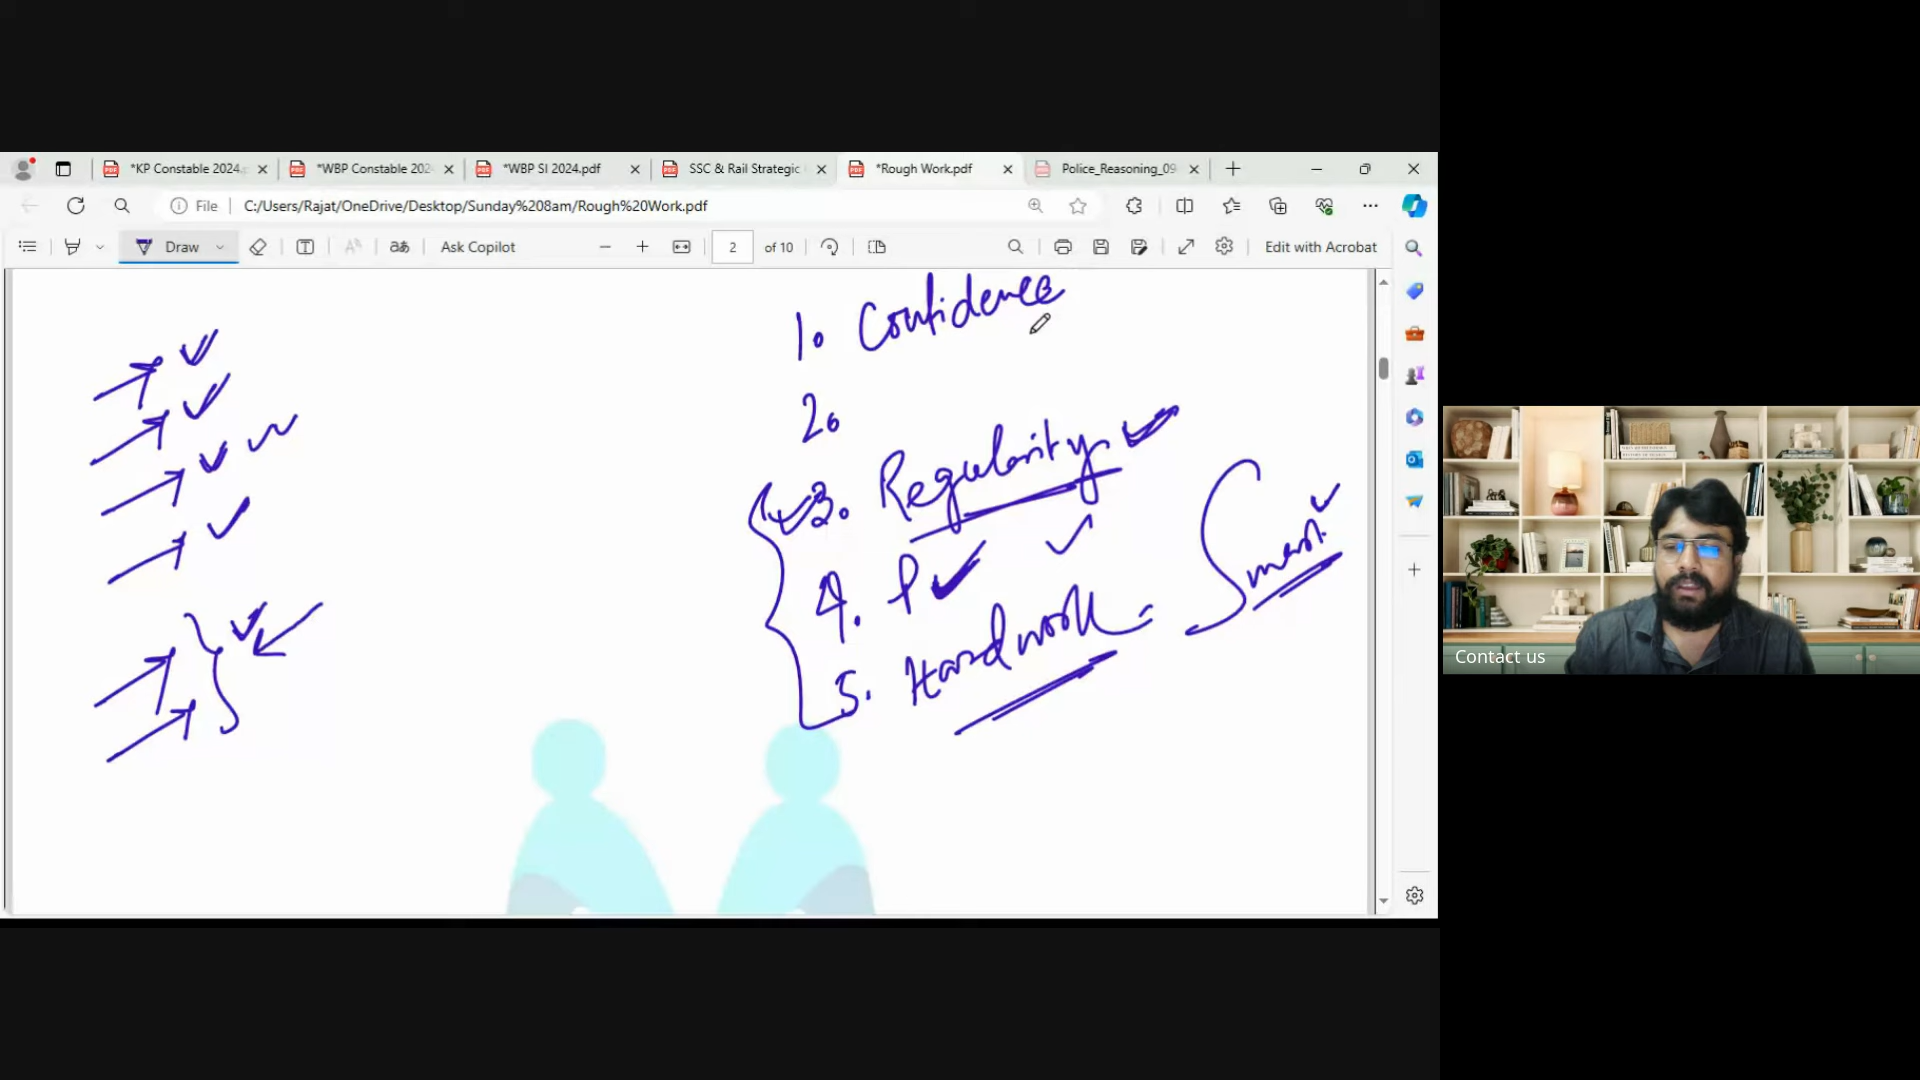 *KP Constable 2024.
*WBP Constable 202
*WBP SI 2024.pdf
SSC & Rail Strategic
*Rough Work.pdf
Police_Reasoning_09
File
C:/Users/Rajat/OneDrive/Desktop/Sunday%208am/Rough%20Work.pdf
Draw
aあ
Ask Copilot
2
of 10
Edit with Acrobat
1. Confidence
2.
3. Regularity
4. P
5. Hardwork
Smart
Contact us